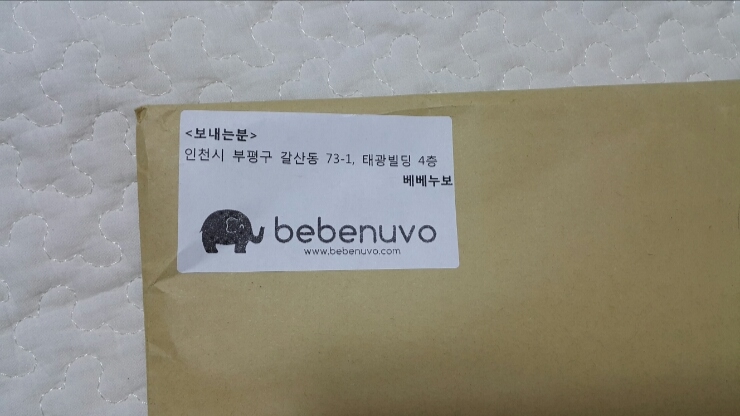 <보내는분>
인천시 부평구 갈산동 73-1, 태광빌딩 4층
베베누보
bebenuvo
www.bebenuvo.com